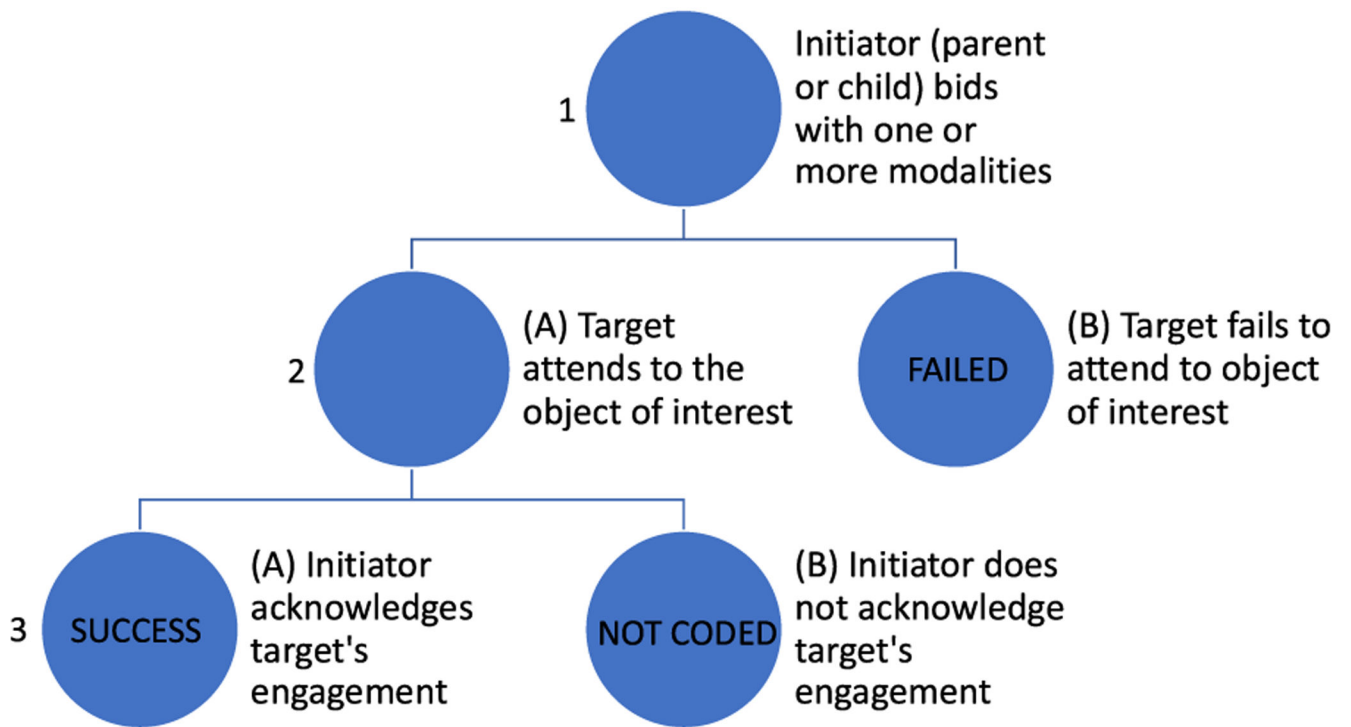 1
Initiator (parent
or child) bids
with one or
more modalities
2
(A) Target
attends to the
object of interest
FAILED
(B) Target fails to
attend to object
of interest
3
SUCCESS
(A) Initiator
acknowledges
target's
engagement
NOT CODED
(B) Initiator does
not acknowledge
target's
engagement